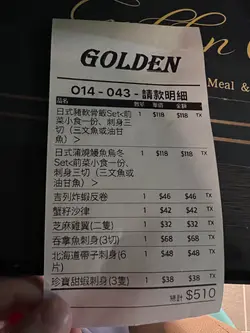 GOLDEN
014 - 043 - 請款明細
品名 數量 單價 金額
日式豬軟骨飯Set<前 1 $118 $118 TX
菜小食一份、刺身三
切（三文魚或油甘
魚）＞
日式蒲燒鰻魚烏冬 1 $118 $118 TX
Set<前菜小食一份、
刺身三切（三文魚或
油甘魚）＞
吉列炸蝦反卷 1 $46 $46 TX
蟹籽沙律 1 $42 $42 TX
芝麻雞翼(二隻) 1 $32 $32 TX
吞拿魚刺身(3切) 1 $68 $68 TX
北海道帶子刺身(6 1 $48 $48 TX
片)
珍寶甜蝦刺身(3隻) 1 $38 $38 TX
總計 $510
Meal &